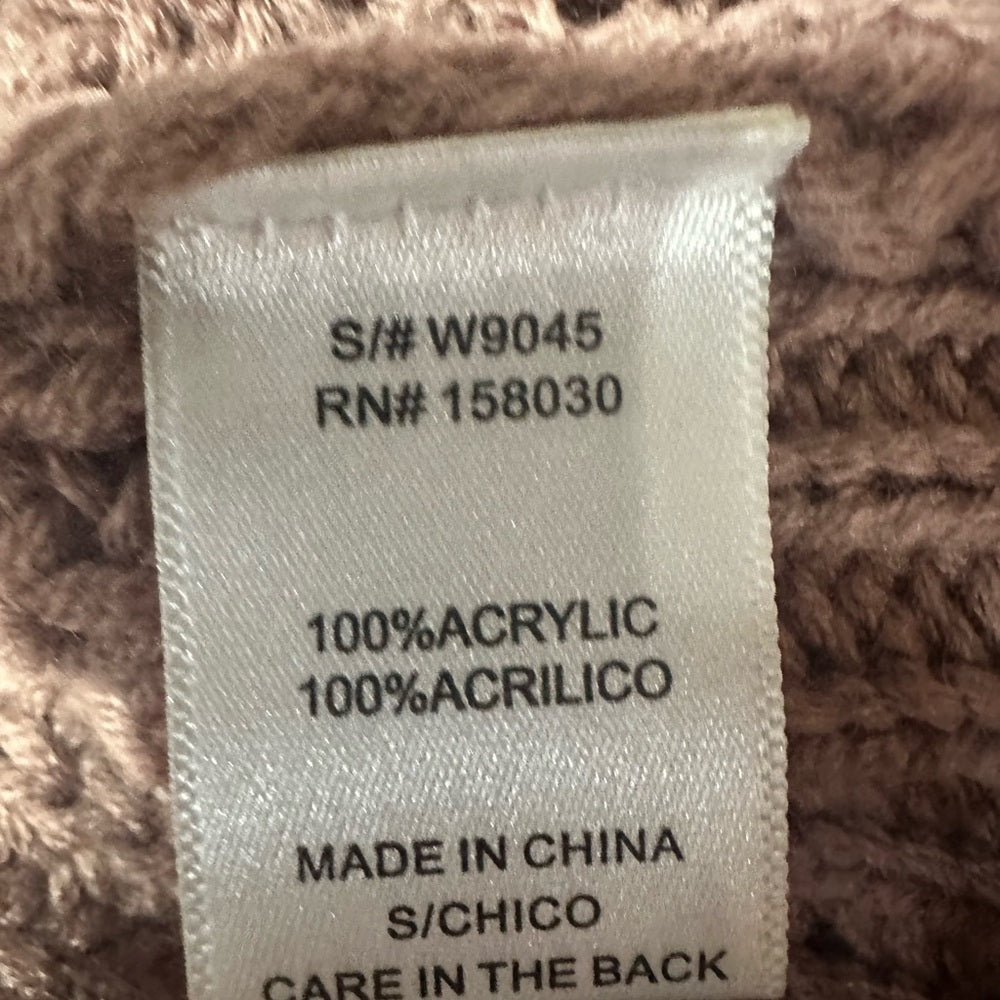 S/# W9045
RN# 158030
100%ACRYLIC
100%ACRILICO
MADE IN CHINA
S/CHICO
CARE IN THE BACK